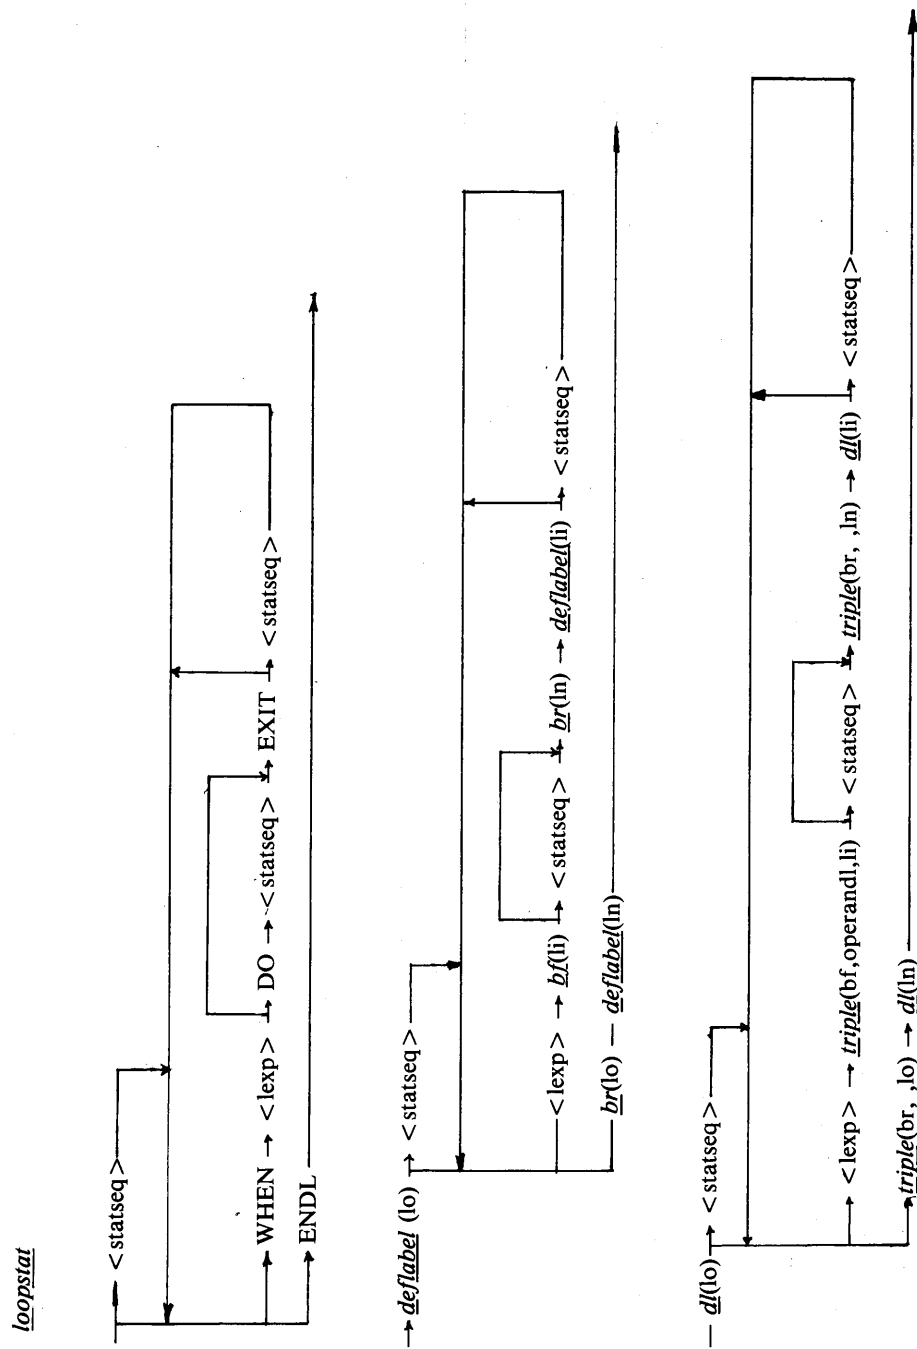 loopstat
<statseq>
WHEN <lexp> DO <statseq> EXIT <statseq>
ENDL
deflabel (lo) <statseq>
<lexp> bf(li) <statseq> br(ln) deflabel(li) <statseq>
br(lo) deflabel(ln)
dl(lo) <statseq>
<lexp> triple(bf,operandl,li) <statseq> triple(br, ,ln) dl(li) <statseq>
triple(br, ,lo) dl(ln)